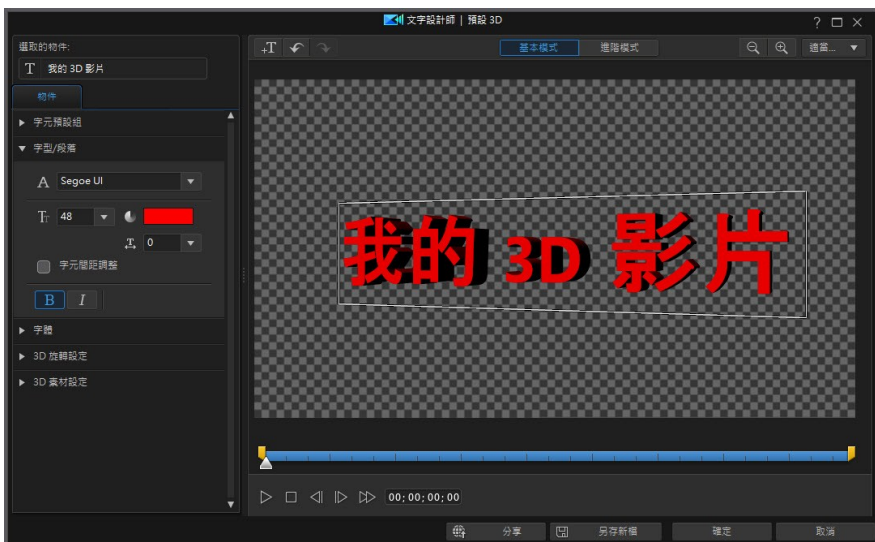 文字設計師 | 預設 3D
選取的物件:
T 我的 3D 影片
物件
字元預設組
字型/段落
A Segoe UI
48
0
字元間距調整
B I
字體
3D 旋轉設定
3D 素材設定
+T
基本模式 進階模式
適當...
我的 3D 影片
00;00;00;00
分享 另存新檔 確定 取消